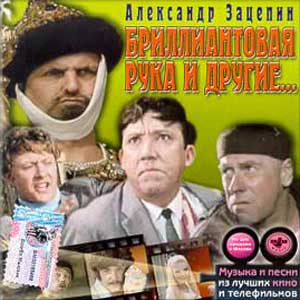 Александр Зацепин
БРИЛЛИАНТОВАЯ
РУКА И ДРУГИЕ...
Музыка и песни
из лучших кино
и телефильмов